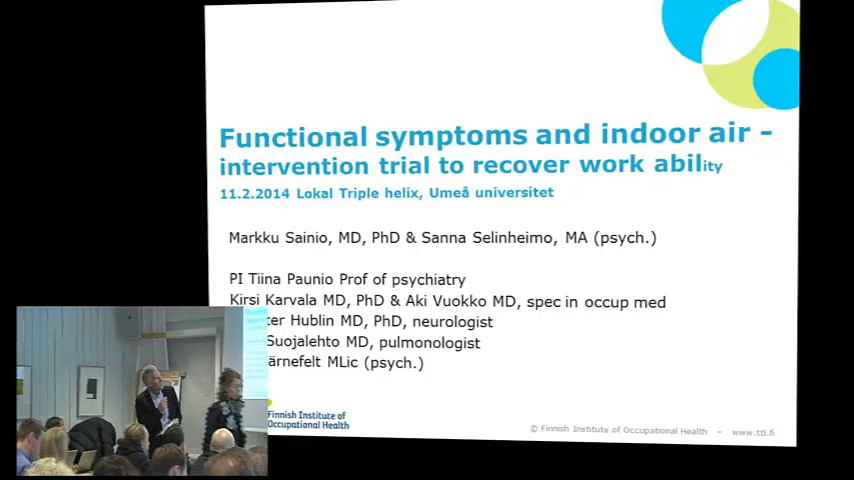 Functional symptoms and indoor air –
intervention trial to recover work ability
11.2.2014 Lokal Triple helix, Umeå universitet
Markku Sainio, MD, PhD & Sanna Selinheimo, MA (psych.)
PI Tiina Paunio Prof of psychiatry
Kirsi Karvala MD, PhD & Aki Vuokko MD, spec in occup med
Hublin MD, PhD, neurologist
Suojalehto MD, pulmonologist
MLic (psych.)
Finnish Institute of
Occupational Health
© Finnish Institute of Occupational Health – www.ttl.fi